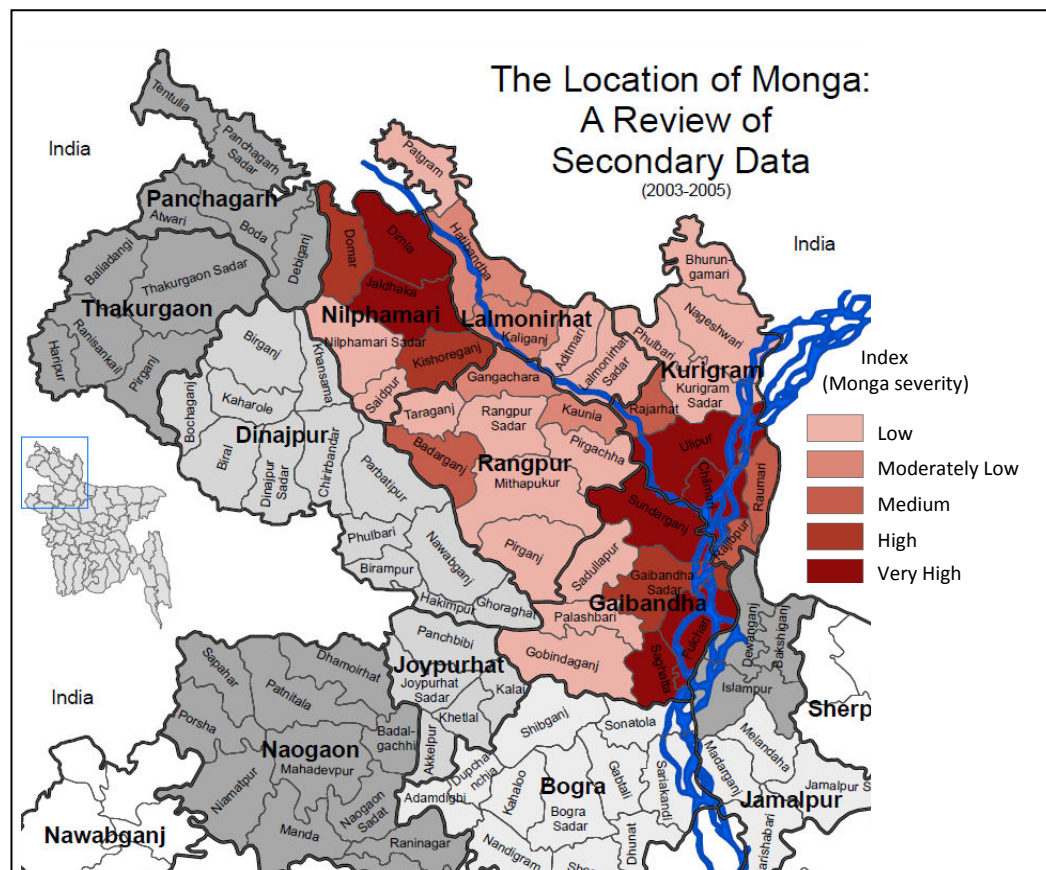 The Location of Monga:
A Review of
Secondary Data
(2003-2005)
India
India
India
Index
(Monga severity)
Low
Moderately Low
Medium
High
Very High
Tentulia
Panchagarh
Sadar
Panchagarh
Atwari
Boda
Debiganj
Baliadangi
Thakurgaon Sadar
Thakurgaon
Ranisankail
Haripur
Pirganj
Patgram
Hatibandha
Domar
Dimla
Jaldhaka
Nilphamari
Nilphamari Sadar
Kishoreganj
Saidpur
Lalmonirhat
Kaliganj
Aditmari
Lalmonirhat
Sadar
Bhurun-
gamari
Nageshwari
Phulbari
Kurigram
Kurigram
Sadar
Rajarhat
Ulipur
Chilmari
Raumari
Rajibpur
Birganj
Khansama
Bochaganj
Kaharole
Dinajpur
Biral
Dinajpur
Sadar
Chirirbandar
Parbatipur
Phulbari
Nawabganj
Birampur
Hakimpur
Ghoraghat
Gangachara
Taraganj
Rangpur
Sadar
Kaunia
Badarganj
Pirgachha
Rangpur
Mithapukur
Pirganj
Sundarganj
Sadullapur
Gaibandha
Sadar
Gaibandha
Palashbari
Fulchari
Gobindaganj
Saghatta
Dewanganj
Bakshiganj
Islampur
Sherp
Melandaha
Madarganj
Jamalpur S
Jamalpur
arishabari
Panchbibi
Joypurhat
Joypurhat
Sadar
Kalai
Khetlal
Akkelpur
Sapahar
Dhamoirhat
Patnitala
Porsha
Badal-
gachhi
Naogaon
Mahadevpur
Niamatpur
Naogaon
Sadat
Manda
Raninagar
Nawabganj
Shibganj
Sonatola
Dupcha-
nchia
Adamdighi
Kahaloo
Bogra
Bogra
Sadar
Gabtali
Sariakandi
Nandigram
Dhunat